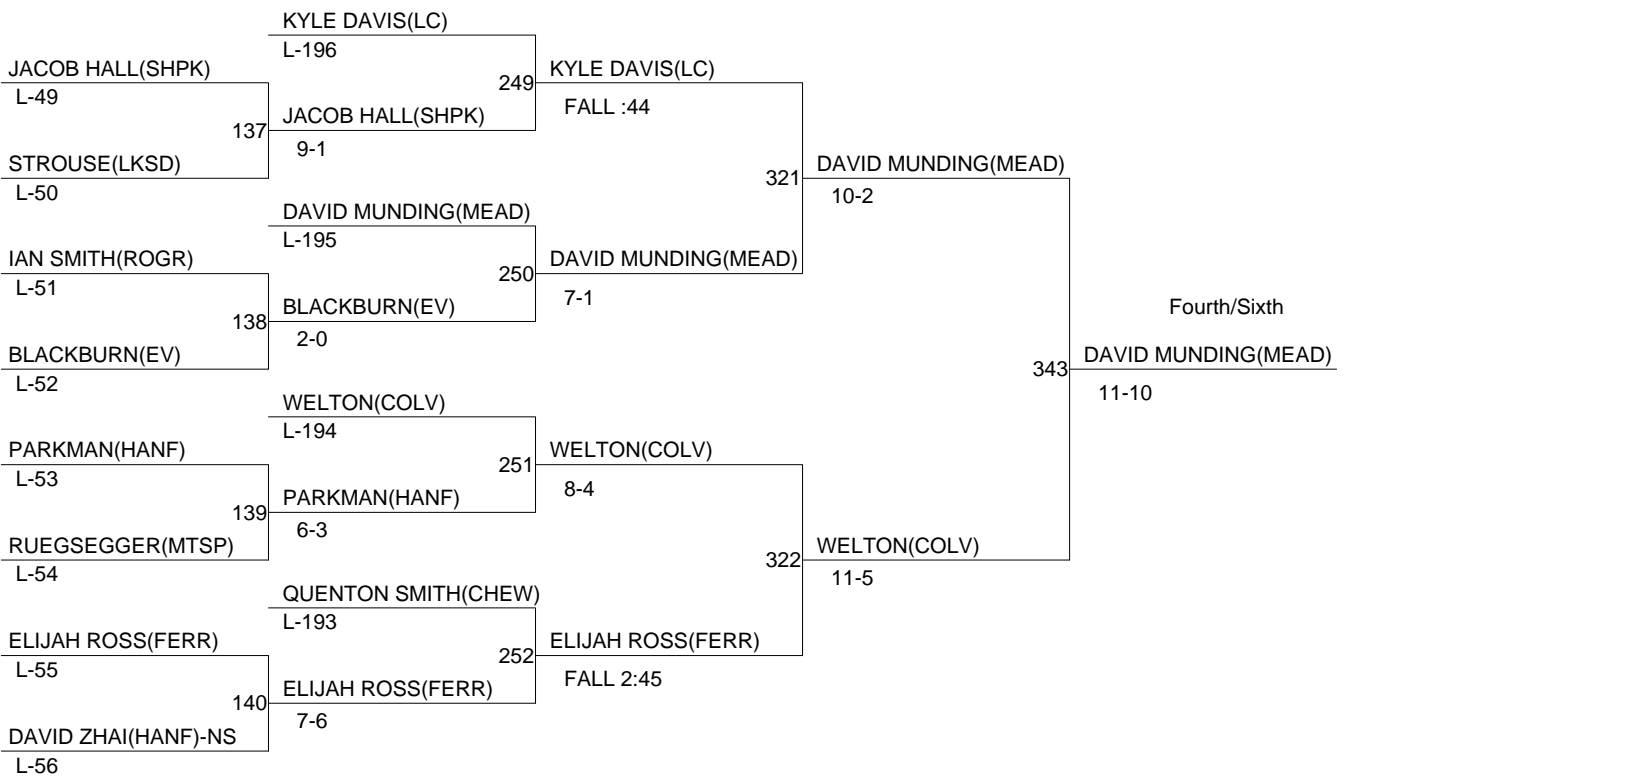 KYLE DAVIS(LC)
L-196
JACOB HALL(SHPK)
L-49
249
KYLE DAVIS(LC)
FALL :44
137
JACOB HALL(SHPK)
9-1
STROUSE(LKSD)
L-50
321
DAVID MUNDING(MEAD)
10-2
DAVID MUNDING(MEAD)
L-195
IAN SMITH(ROGR)
L-51
250
DAVID MUNDING(MEAD)
7-1
138
BLACKBURN(EV)
2-0
Fourth/Sixth
BLACKBURN(EV)
L-52
343
DAVID MUNDING(MEAD)
11-10
WELTON(COLV)
L-194
PARKMAN(HANF)
L-53
251
WELTON(COLV)
8-4
139
PARKMAN(HANF)
6-3
RUEGSEGGER(MTSP)
L-54
322
WELTON(COLV)
11-5
QUENTON SMITH(CHEW)
L-193
ELIJAH ROSS(FERR)
L-55
252
ELIJAH ROSS(FERR)
FALL 2:45
140
ELIJAH ROSS(FERR)
7-6
DAVID ZHAI(HANF)-NS
L-56